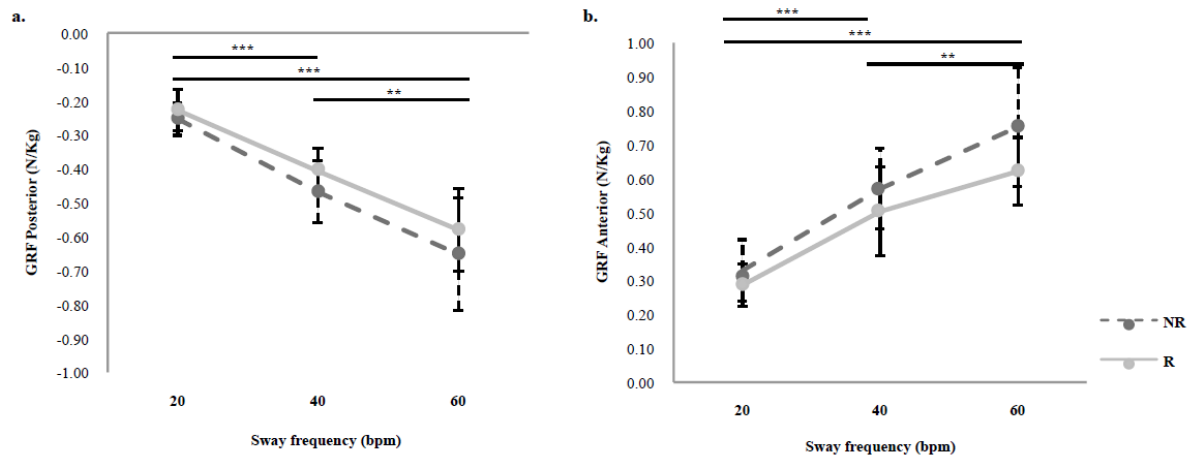 a.
0.00
-0.10
-0.20
-0.30
-0.40
-0.50
-0.60
-0.70
-0.80
-0.90
-1.00
GRF Posterior (N/Kg)
***
***
**
20 40 60
Sway frequency (bpm)
b.
1.00
0.90
0.80
0.70
0.60
0.50
0.40
0.30
0.20
0.10
0.00
GRF Anterior (N/Kg)
***
***
**
20 40 60
Sway frequency (bpm)
NR
R